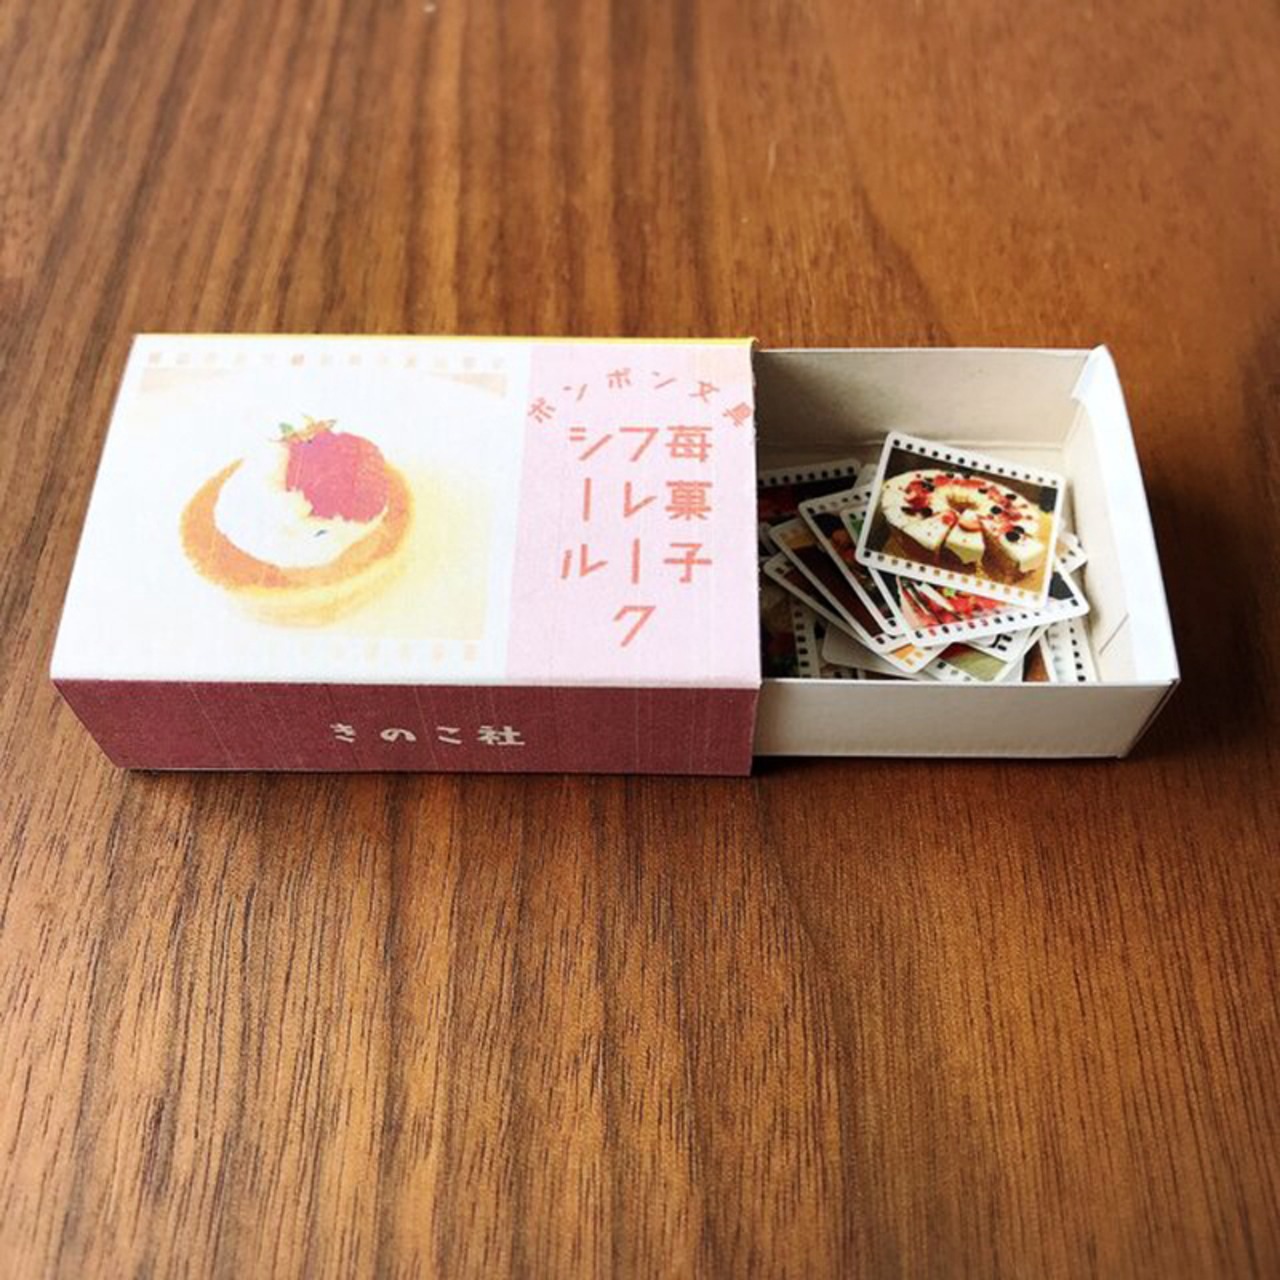 ポンポン文具
苺菓子
フレーク
シール
きのこ社